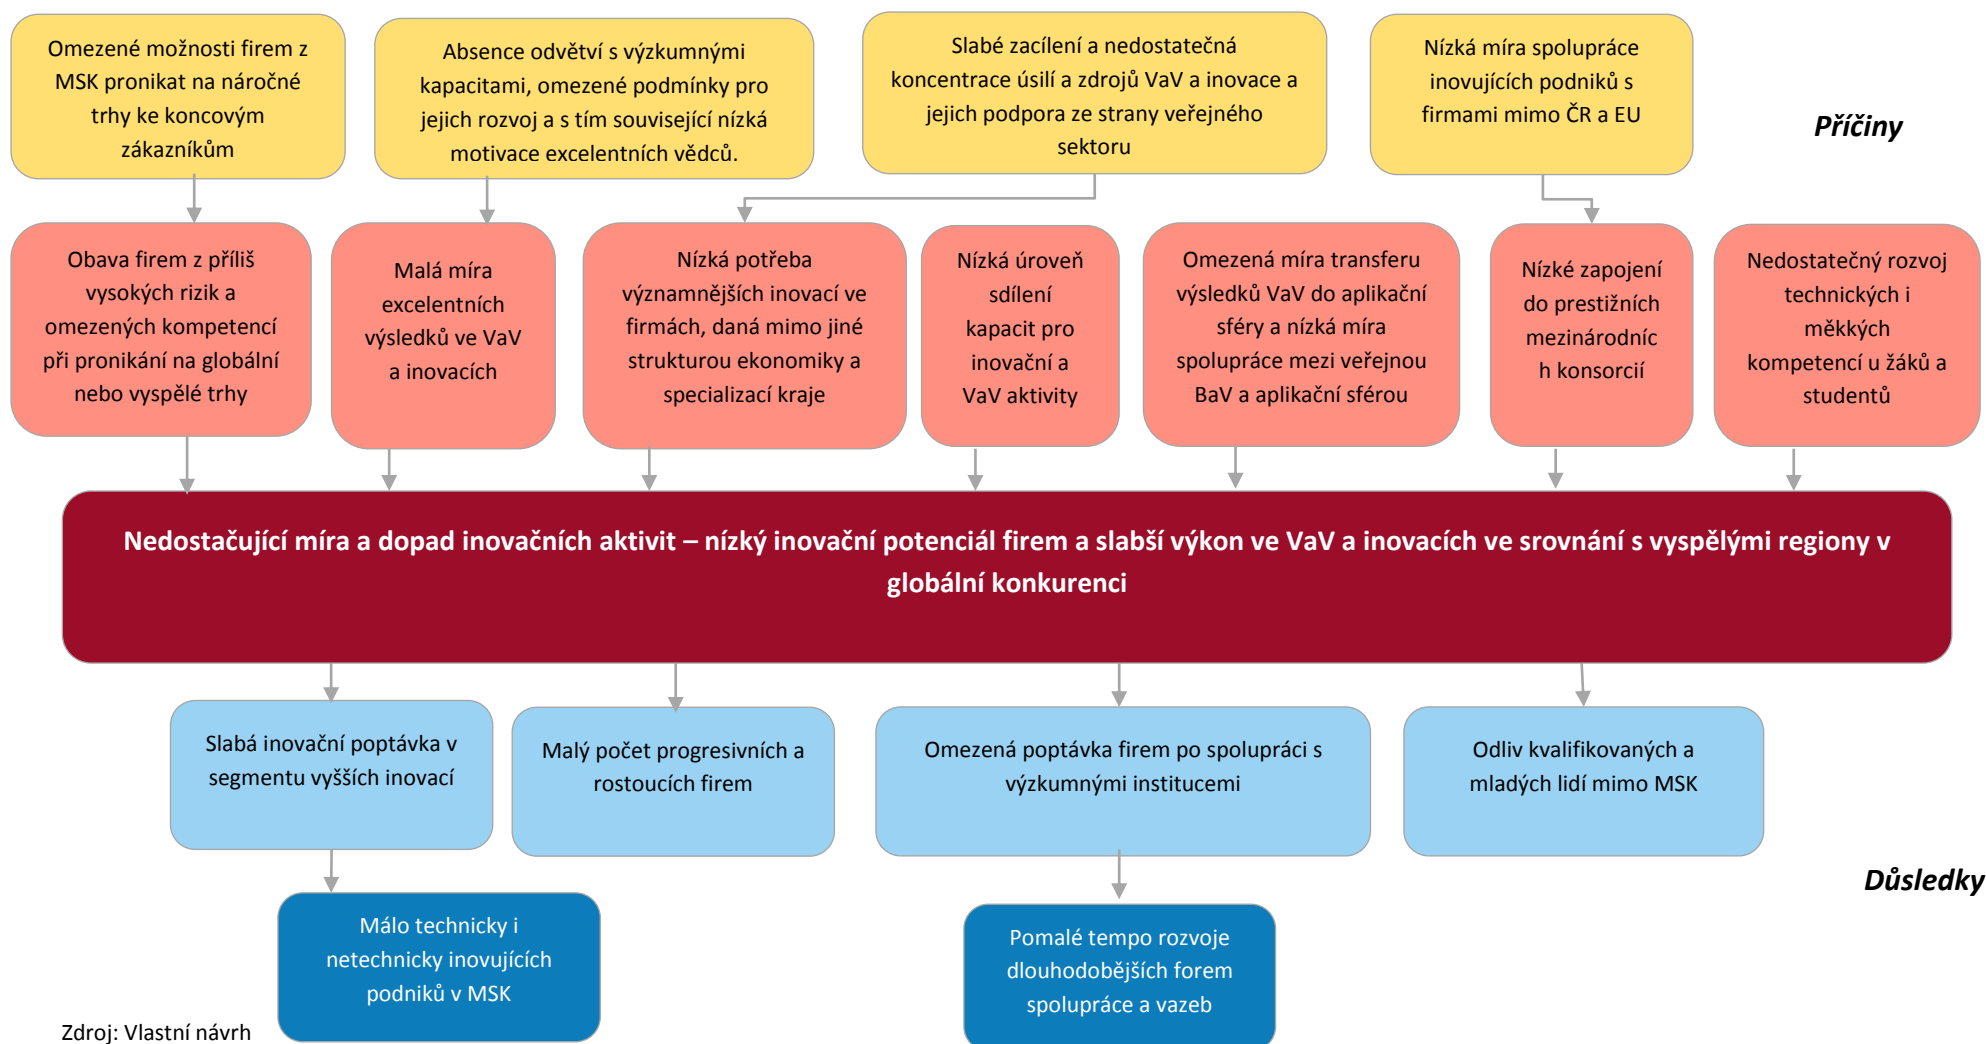 Omezené možnosti firem z
MSK pronikat na náročné
trhy ke koncovým
zákazníkům
Absence odvětví s výzkumnými
kapacitami, omezené podmínky pro
jejich rozvoj a s tím související nízká
motivace excelentních vědců.
Slabé zacílení a nedostatečná
koncentrace úsilí a zdrojů VaV a inovace a
jejich podpora ze strany veřejného
sektoru
Nízká míra spolupráce
inovujících podniků s
firmami mimo ČR a EU
Příčiny
Obava firem z příliš
vysokých rizik a
omezených kompetencí
při pronikání na globální
nebo vyspělé trhy
Malá míra
excelentních
výsledků ve VaV
a inovacích
Nízká potřeba
významnějších inovací ve
firmách, daná mimo jiné
strukturou ekonomiky a
specializací kraje
Nízká úroveň
sdílení
kapacit pro
inovační a
VaV aktivity
Omezená míra transferu
výsledků VaV do aplikační
sféry a nízká míra
spolupráce mezi veřejnou
BaV a aplikační sférou
Nízké zapojení
do prestižních
mezinárodníc
h konsorcií
Nedostatečný rozvoj
technických i
měkkých
kompetencí u žáků a
studentů
Nedostačující míra a dopad inovačních aktivit – nízký inovační potenciál firem a slabší výkon ve VaV a inovacích ve srovnání s vyspělými regiony v
globální konkurenci
Slabá inovační poptávka v
segmentu vyšších inovací
Malý počet progresivních a
rostoucích firem
Omezená poptávka firem po spolupráci s
výzkumnými institucemi
Odliv kvalifikovaných a
mladých lidí mimo MSK
Důsledky
Málo technicky i
netechnicky inovujících
podniků v MSK
Pomalé tempo rozvoje
dlouhodobějších forem
spolupráce a vazeb
Zdroj: Vlastní návrh